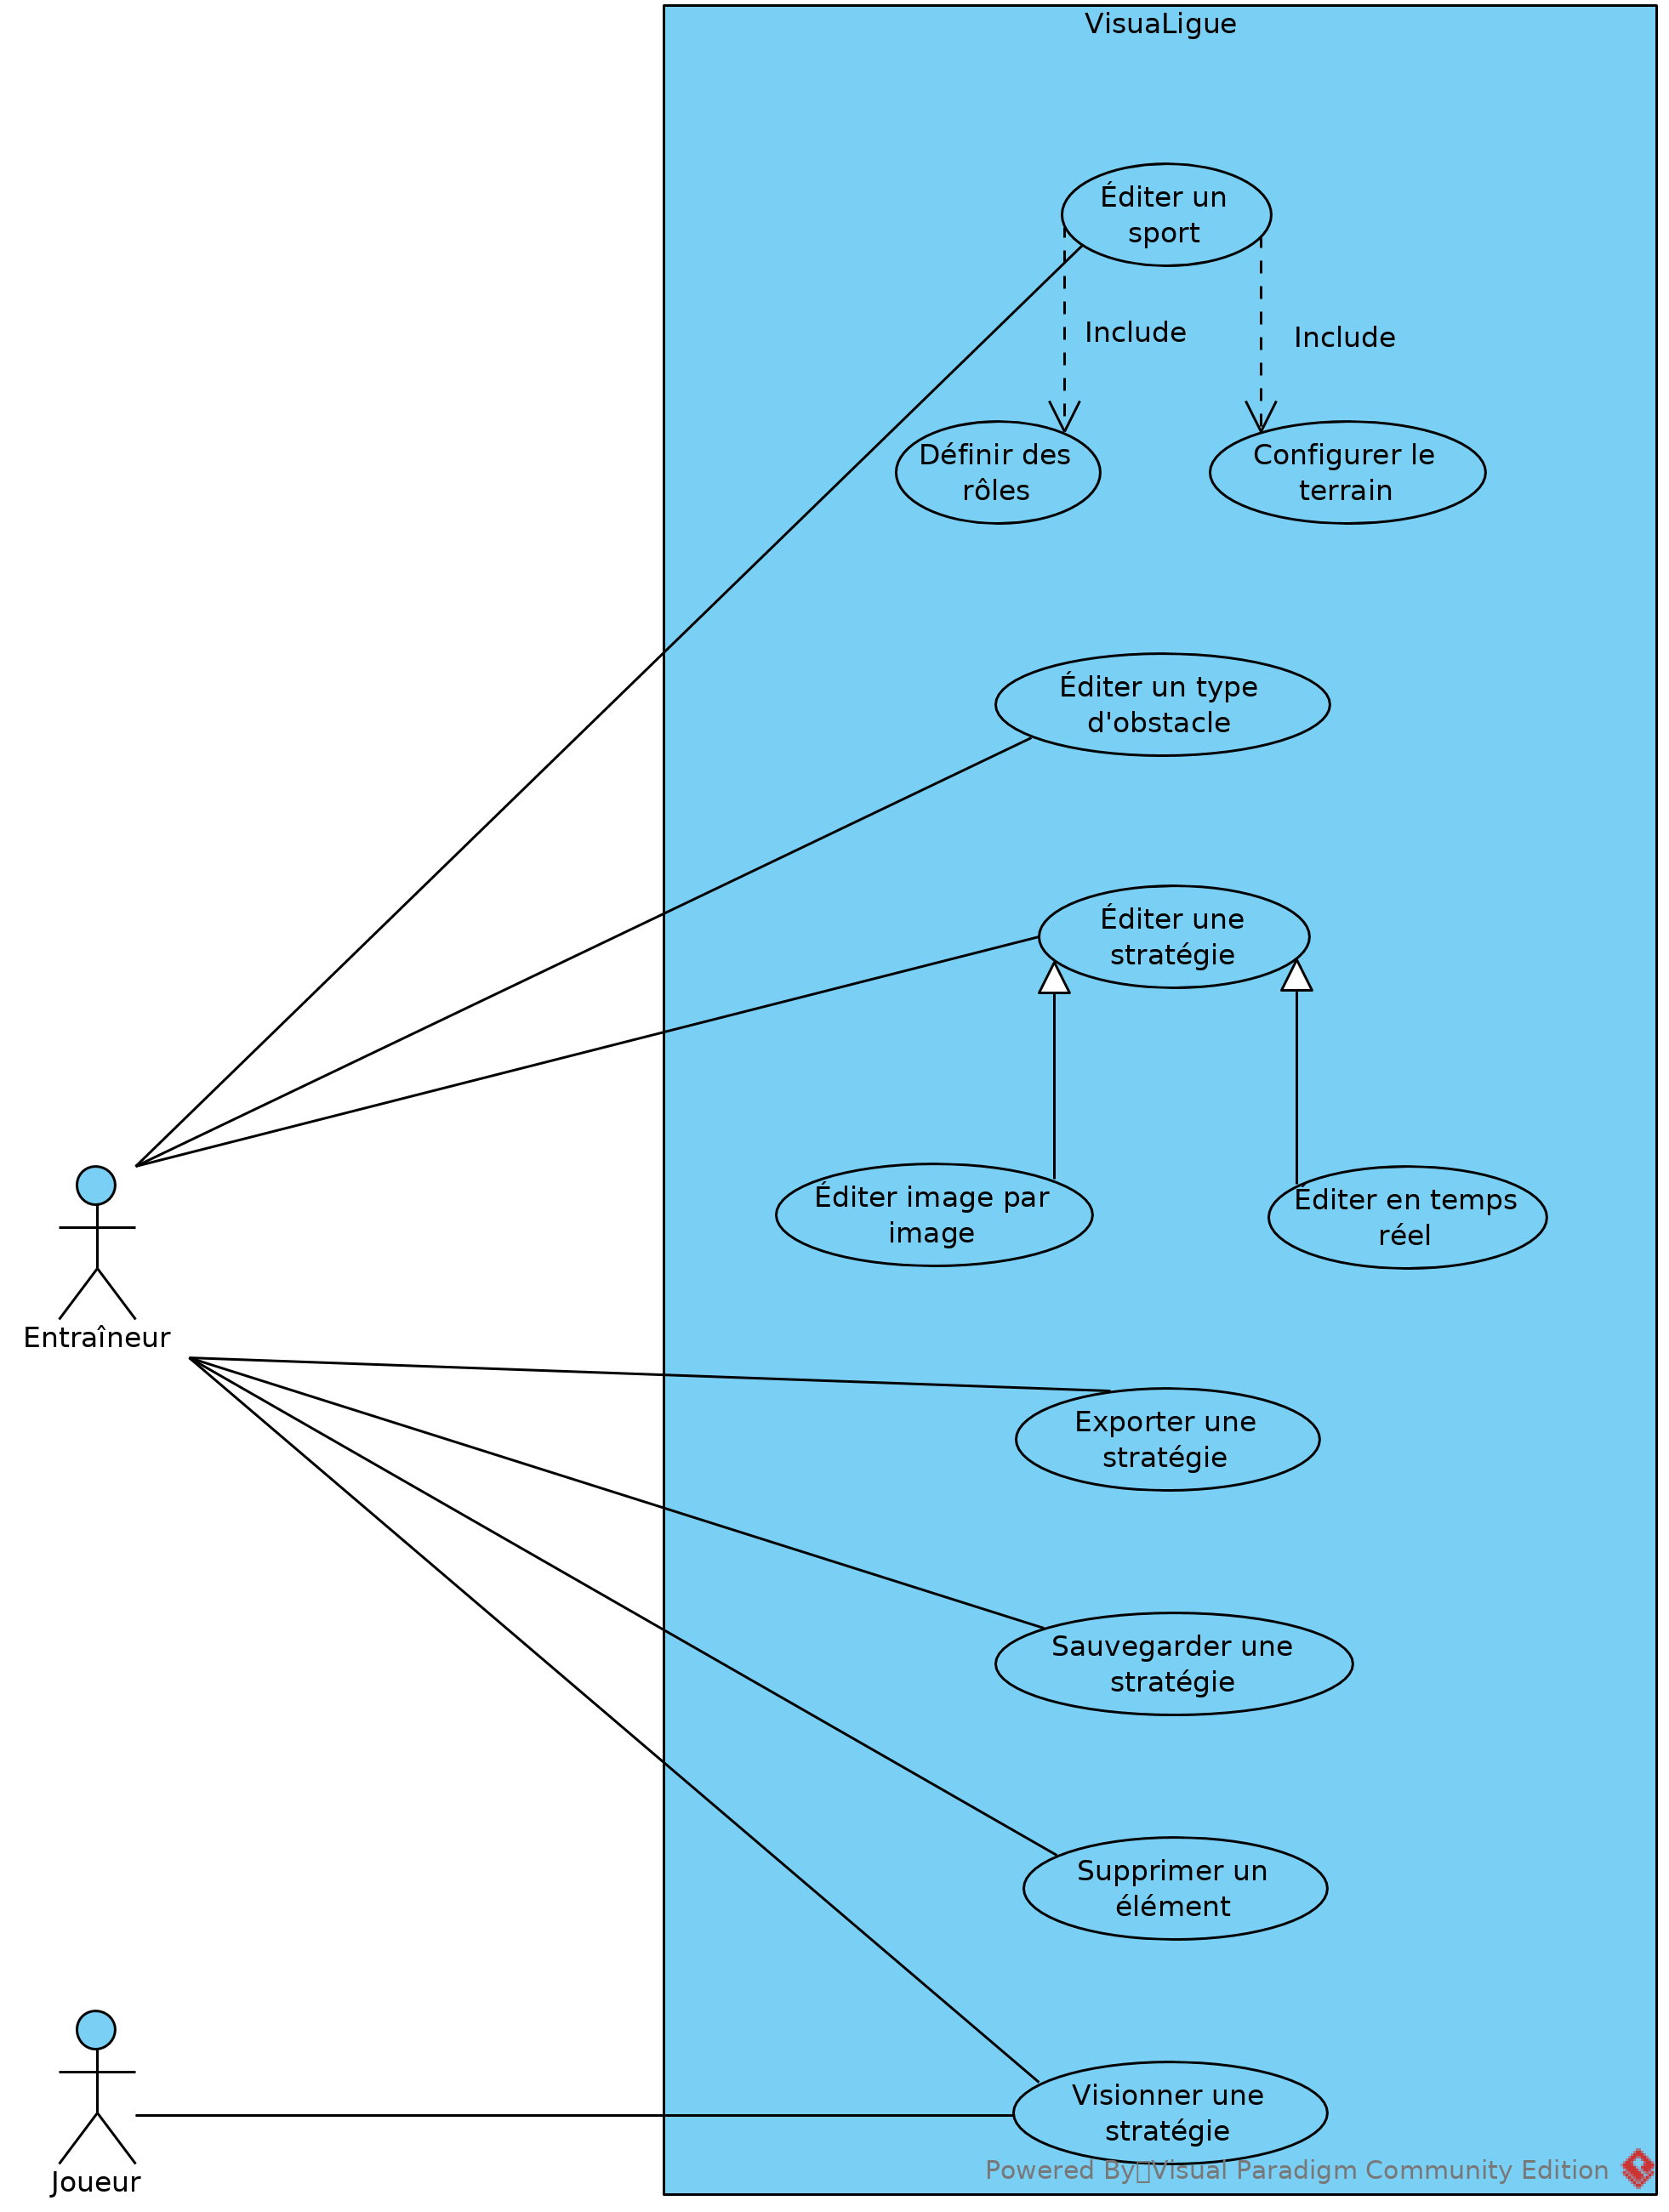 VisuaLigue
Éditer un
sport
Include
Include
Définir des
rôles
Configurer le
terrain
Éditer un type
d'obstacle
Éditer une
stratégie
Éditer image par
image
Éditer en temps
réel
Entraîneur
Exporter une
stratégie
Sauvegarder une
stratégie
Supprimer un
élément
Visionner une
stratégie
Joueur
Powered By Visual Paradigm Community Edition